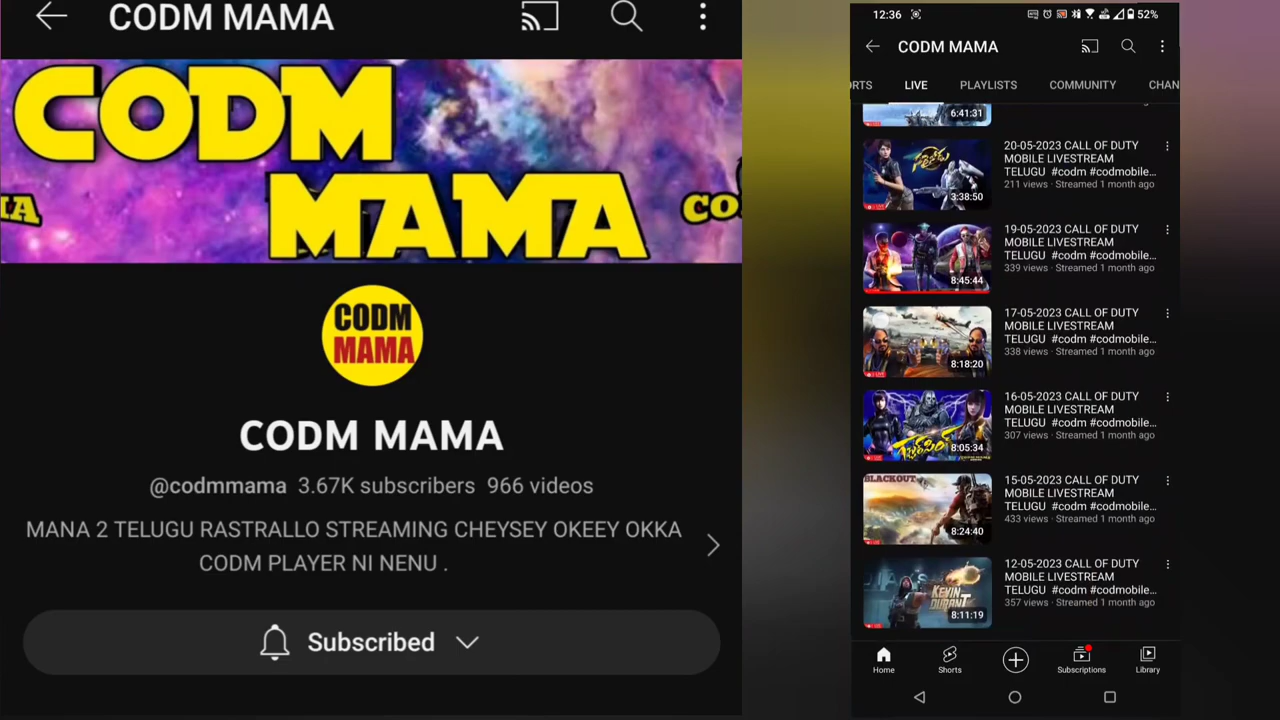 CODM MAMA
CODM
MAMA
MA
CO
CODM
MAMA
CODM MAMA
@codmmama 3.67K subscribers 966 videos
MANA 2 TELUGU RASTRALLO STREAMING CHEYSEY OKEEY OKKA
CODM PLAYER NI NENU .
Subscribed
12:36
52%
CODM MAMA
ORTS LIVE PLAYLISTS COMMUNITY CHAN
6:41:31
20-05-2023 CALL OF DUTY
MOBILE LIVESTREAM
TELUGU #codm #codmobile...
211 views · Streamed 1 month ago
3:38:50
19-05-2023 CALL OF DUTY
MOBILE LIVESTREAM
TELUGU #codm #codmobile...
339 views · Streamed 1 month ago
8:45:44
17-05-2023 CALL OF DUTY
MOBILE LIVESTREAM
TELUGU #codm #codmobile...
338 views · Streamed 1 month ago
8:18:20
16-05-2023 CALL OF DUTY
MOBILE LIVESTREAM
TELUGU #codm #codmobile...
307 views · Streamed 1 month ago
గబ్బర్ సింగ్
8:05:34
15-05-2023 CALL OF DUTY
MOBILE LIVESTREAM
TELUGU #codm #codmobile...
433 views · Streamed 1 month ago
BLACKOUT
8:24:40
12-05-2023 CALL OF DUTY
MOBILE LIVESTREAM
TELUGU #codm #codmobile...
357 views · Streamed 1 month ago
KEVIN
DURANT
8:11:19
Home Shorts Subscriptions Library